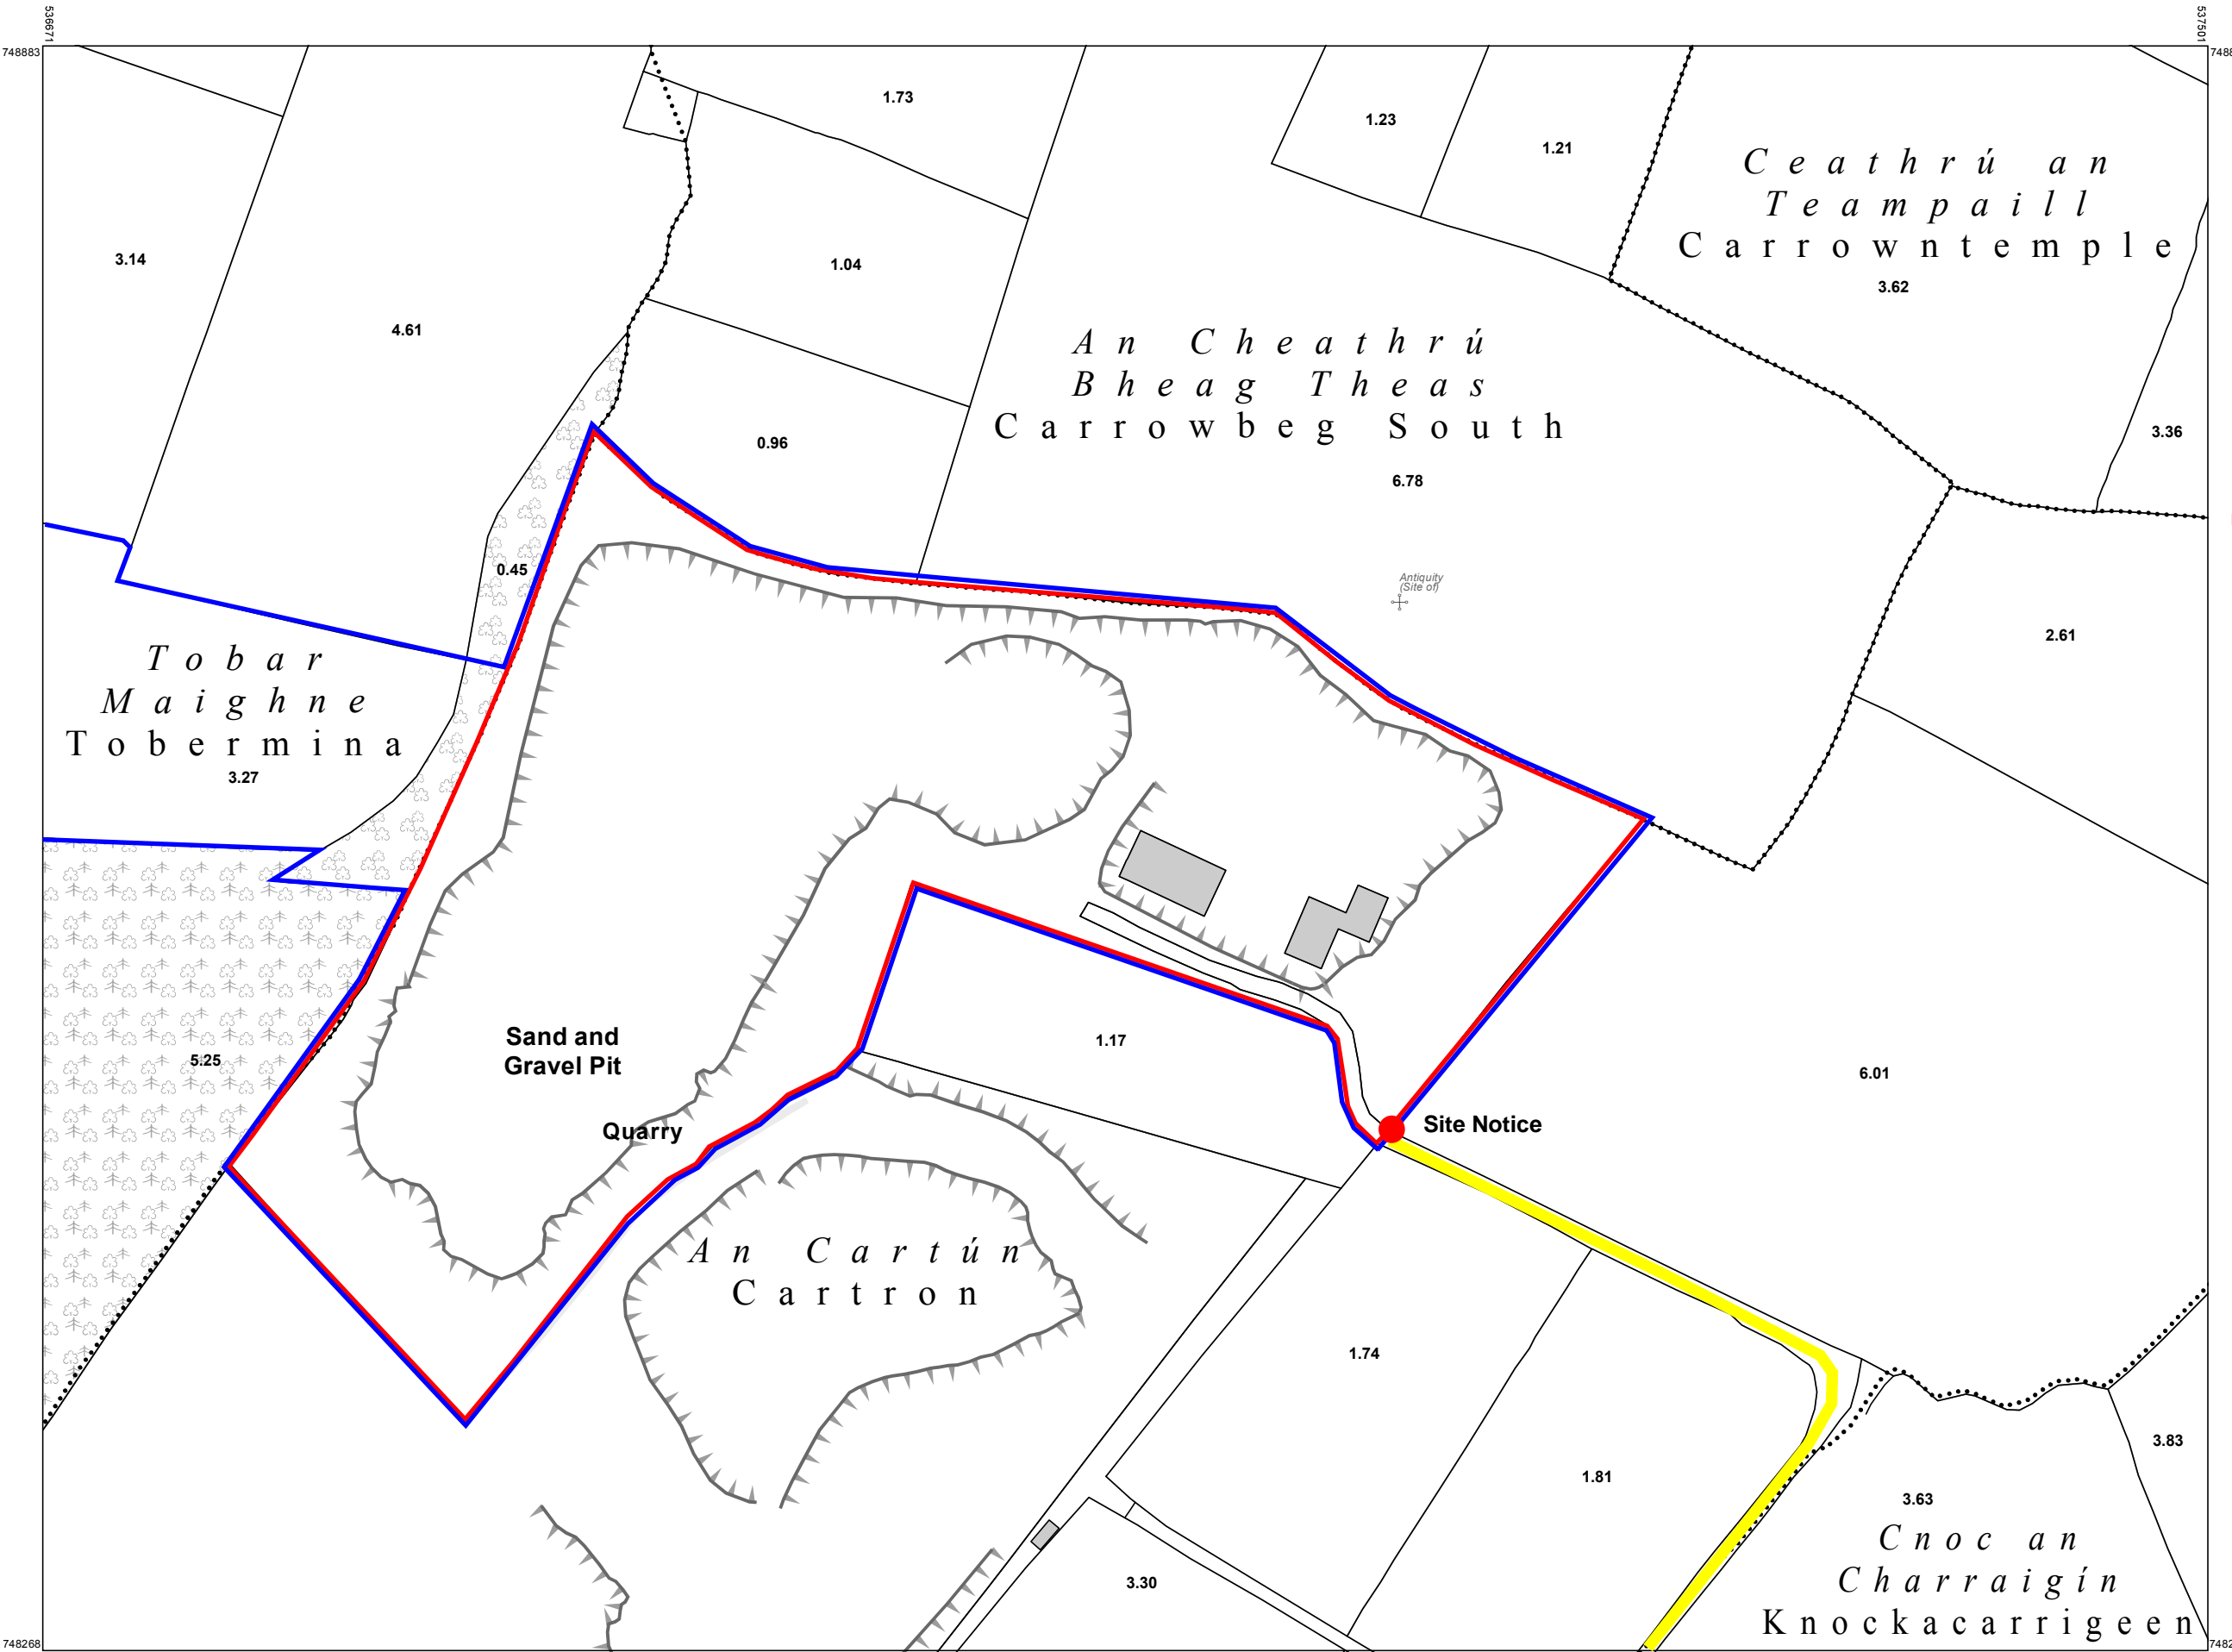 536671
537501
748883
748
1.73
1.23
1.21
Ceathrú an
Teampaill
Carrowntemple
3.62
3.14
1.04
4.61
An Cheathrú
Bheag Theas
Carrowbeg South
6.78
0.96
3.36
0.45
Antiquity
(Site of)
2.61
Tobar
Maighne
Tobermina
3.27
Sand and
Gravel Pit
1.17
5.25
6.01
Quarry
Site Notice
An Cartún
Cartron
1.74
1.81
3.83
3.63
3.30
Cnoc an
Charraigín
Knockacarrigeen
748268